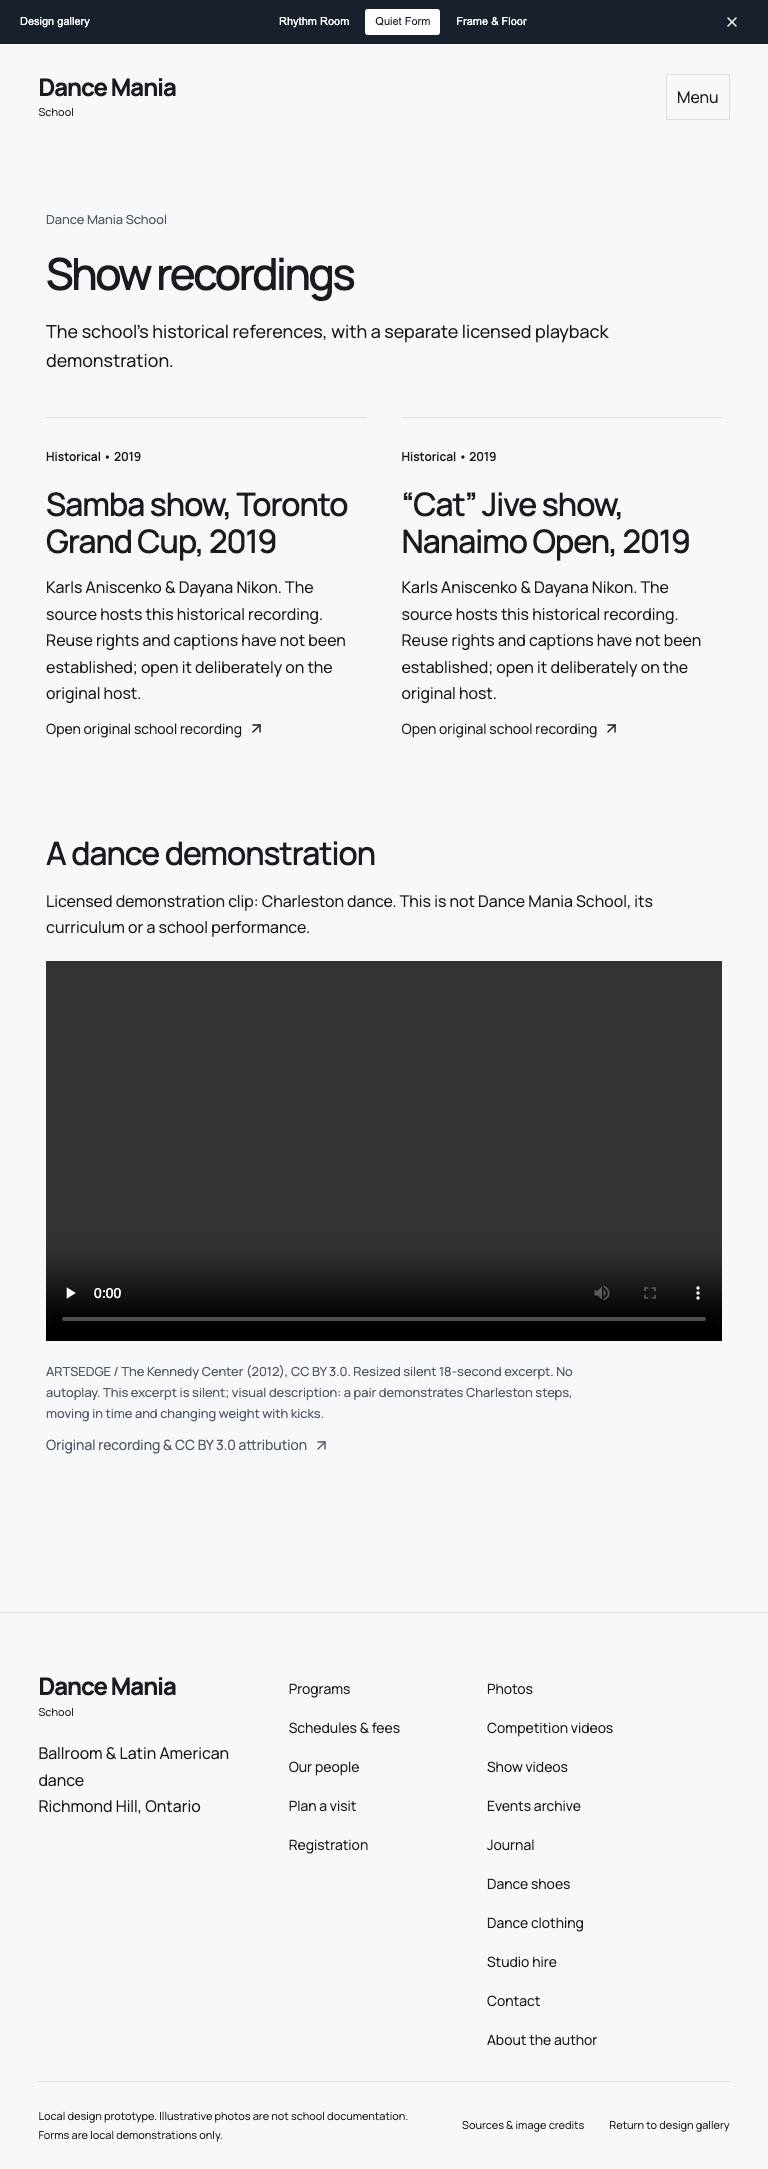 Design gallery
Rhythm Room
Quiet Form
Frame & Floor
Dance Mania
School
Menu
Dance Mania School
Show recordings
The school's historical references, with a separate licensed playback
demonstration.
Historical • 2019
Samba show, Toronto
Grand Cup, 2019
Karls Aniscenko & Dayana Nikon. The
source hosts this historical recording.
Reuse rights and captions have not been
established; open it deliberately on the
original host.
Open original school recording
Historical • 2019
“Cat” Jive show,
Nanaimo Open, 2019
Karls Aniscenko & Dayana Nikon. The
source hosts this historical recording.
Reuse rights and captions have not been
established; open it deliberately on the
original host.
Open original school recording
A dance demonstration
Licensed demonstration clip: Charleston dance. This is not Dance Mania School, its
curriculum or a school performance.
0:00
ARTSEDGE / The Kennedy Center (2012), CC BY 3.0. Resized silent 18-second excerpt. No
autoplay. This excerpt is silent; visual description: a pair demonstrates Charleston steps,
moving in time and changing weight with kicks.
Original recording & CC BY 3.0 attribution
Dance Mania
School
Ballroom & Latin American
dance
Richmond Hill, Ontario
Programs
Schedules & fees
Our people
Plan a visit
Registration
Photos
Competition videos
Show videos
Events archive
Journal
Dance shoes
Dance clothing
Studio hire
Contact
About the author
Local design prototype. Illustrative photos are not school documentation.
Forms are local demonstrations only.
Sources & image credits
Return to design gallery